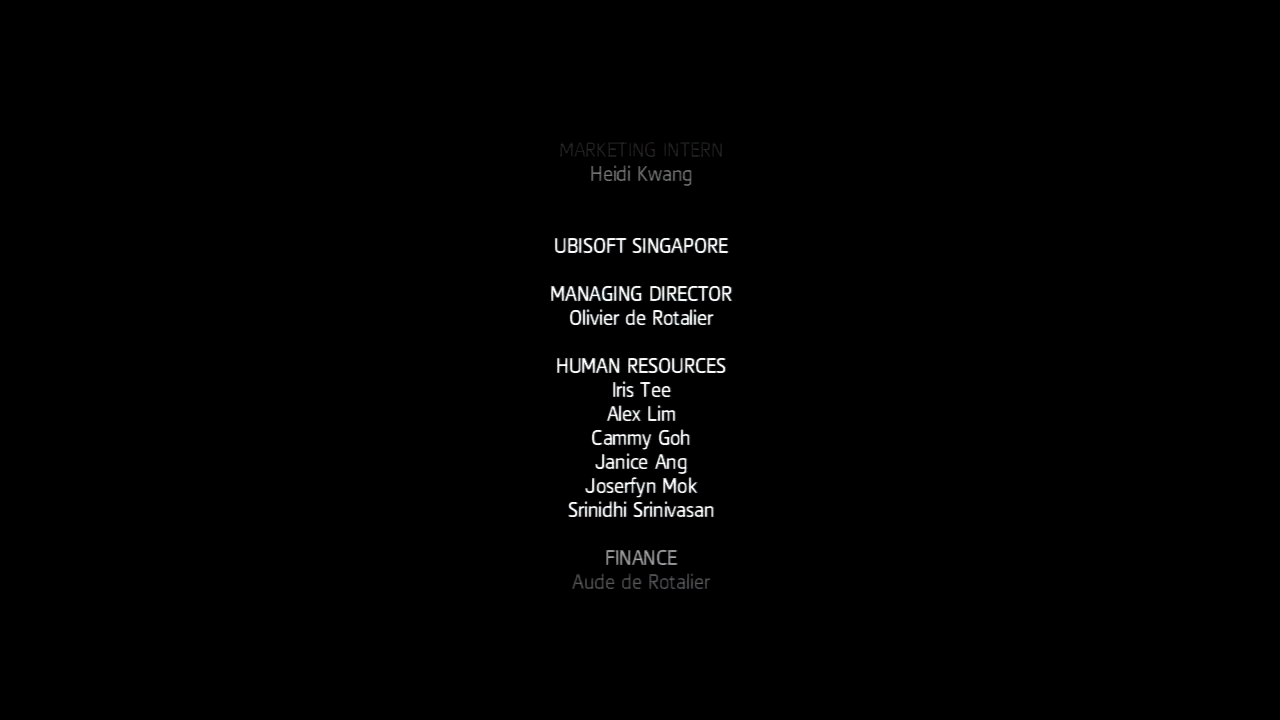 MARKETING INTERN
Heidi Kwang
UBISOFT SINGAPORE
MANAGING DIRECTOR
Olivier de Rotalier
HUMAN RESOURCES
Iris Tee
Alex Lim
Cammy Goh
Janice Ang
Joserfyn Mok
Srinidhi Srinivasan
FINANCE
Aude de Rotalier